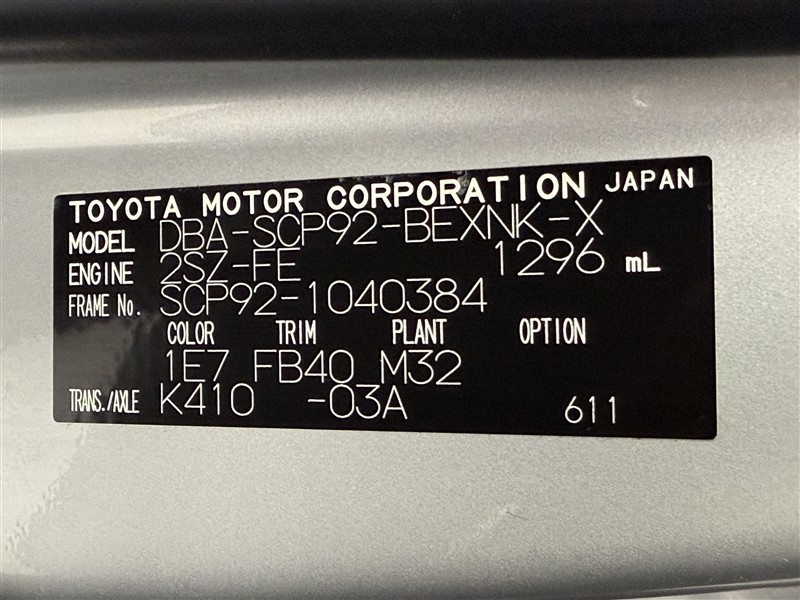 TOYOTA MOTOR CORPORATION JAPAN
MODEL DBA-SCP92-BEXNK-X
ENGINE 2SZ-FE 1296 mL
FRAME No. SCP92-1040384
COLOR TRIM PLANT OPTION
1E7 FB40 M32
TRANS./AXLE K410 -03A 611